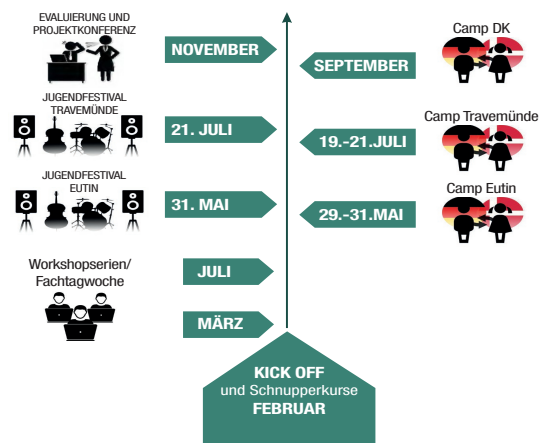 EVALUIERUNG UND
PROJEKTKONFERENZ
NOVEMBER
Camp DK
SEPTEMBER
JUGENDFESTIVAL
TRAVEMÜNDE
21. JULI
Camp Travemünde
19.-21.JULI
JUGENDFESTIVAL
EUTIN
31. MAI
Camp Eutin
29.-31.MAI
Workshopserien/
Fachtagwoche
JULI
MÄRZ
KICK OFF
und Schnupperkurse
FEBRUAR